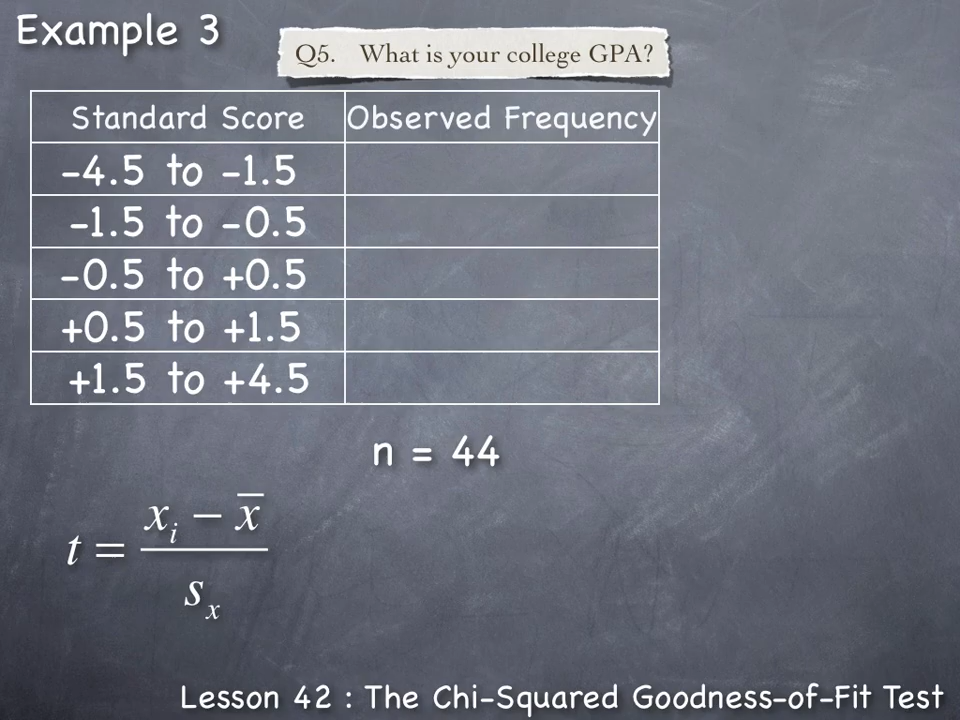 Example 3
Q5. What is your college GPA?
Standard Score Observed Frequency
-4.5 to -1.5
-1.5 to -0.5
-0.5 to +0.5
+0.5 to +1.5
+1.5 to +4.5
n = 44
t = (xᵢ − x̄) / sₓ
Lesson 42 : The Chi-Squared Goodness-of-Fit Test